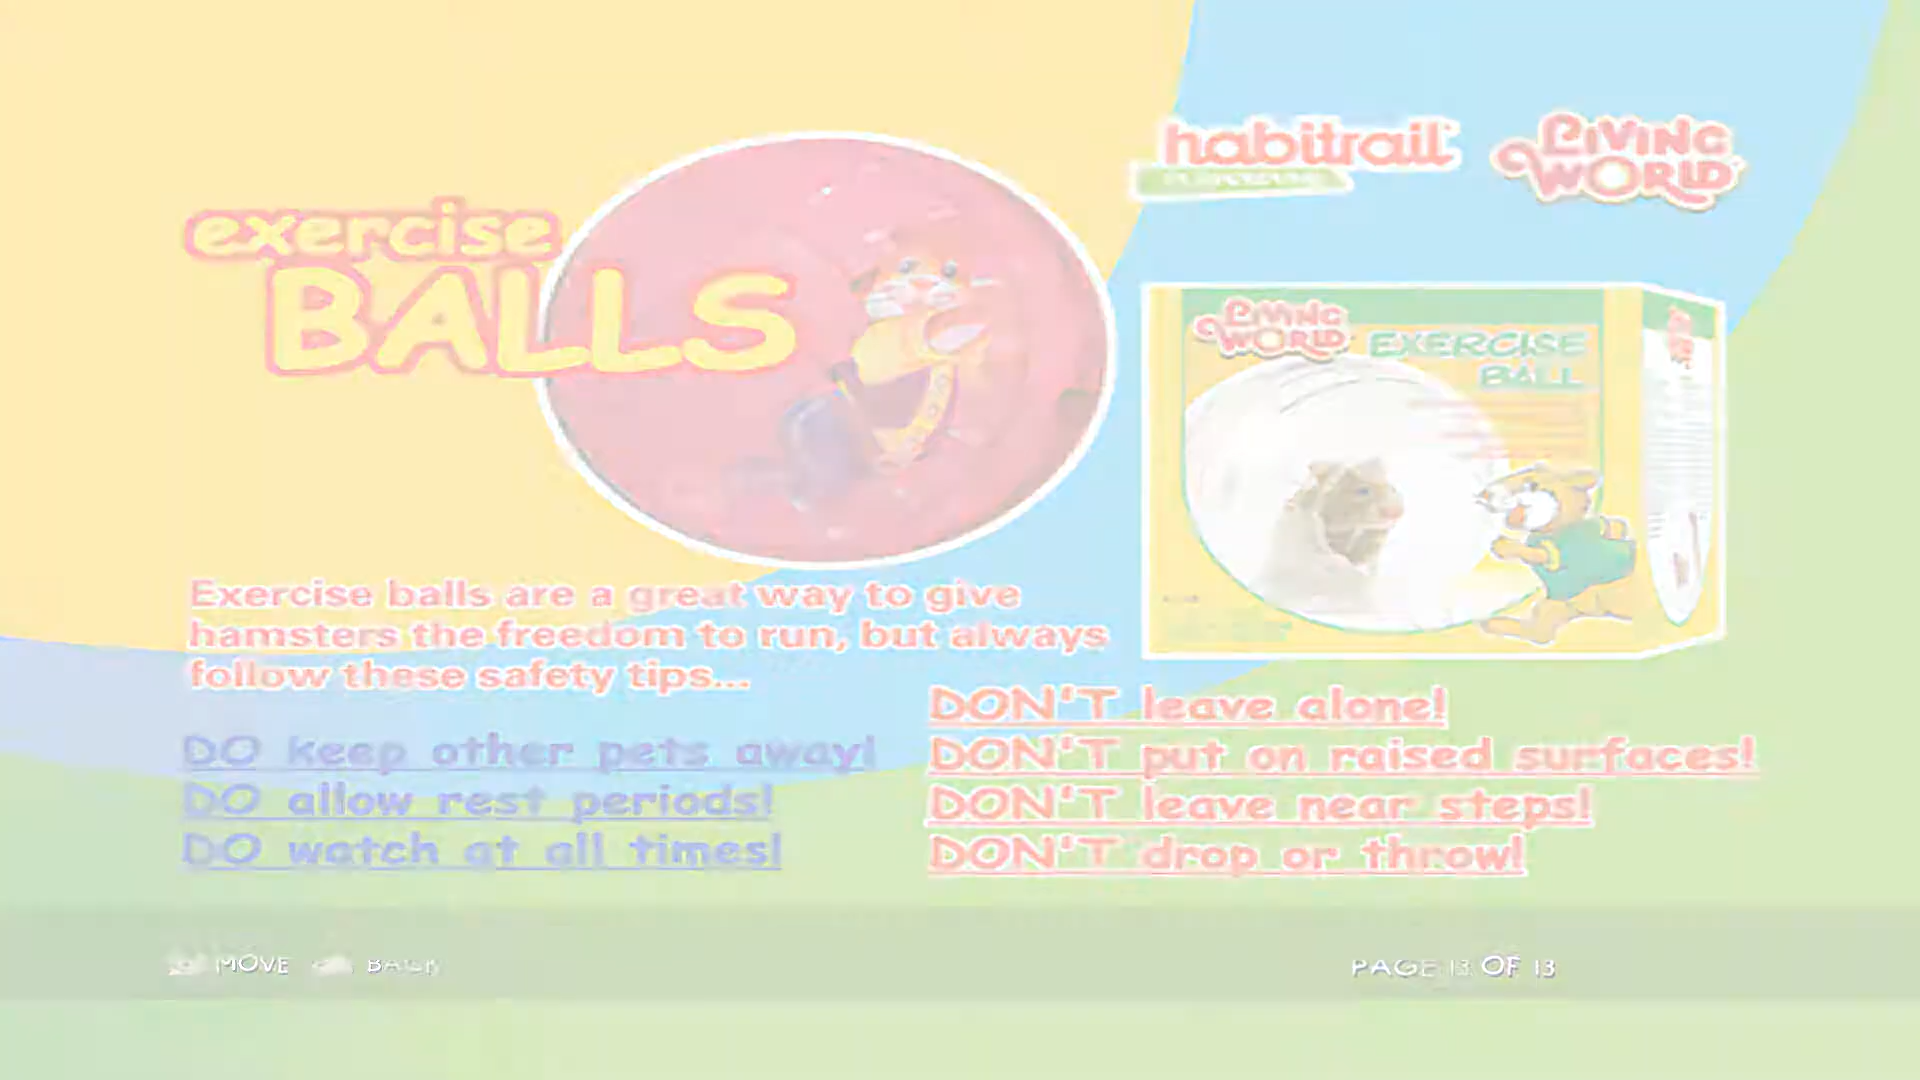 habitrail
LIVING
WORLD
exercise
BALLS
LIVING
WORLD
EXERCISE
BALL
Exercise balls are a great way to give
hamsters the freedom to run, but always
follow these safety tips...
DO keep other pets away!
DO allow rest periods!
DO watch at all times!
DON'T leave alone!
DON'T put on raised surfaces!
DON'T leave near steps!
DON'T drop or throw!
MOVE BACK
PAGE 13 OF 13